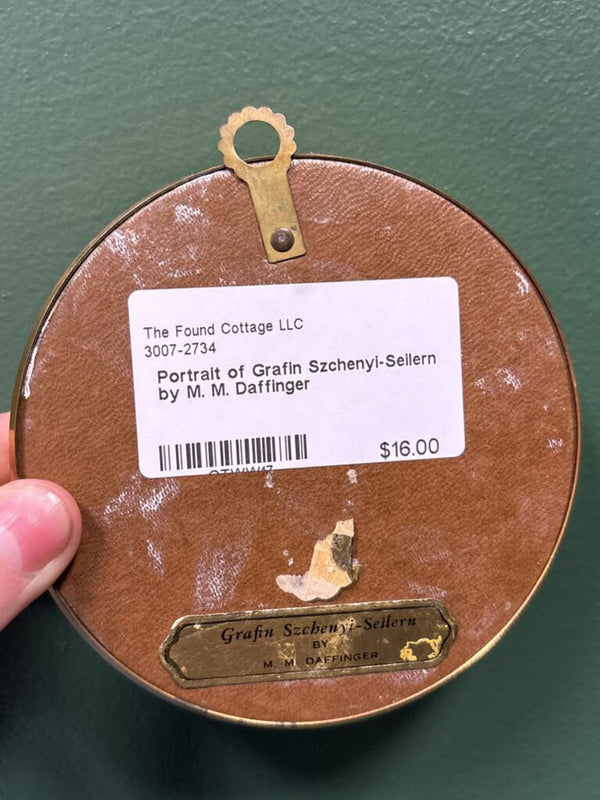 The Found Cottage LLC
3007-2734
Portrait of Grafin Szchenyi-Seilern
by M. M. Daffinger
$16.00
Grafin Szchenyi-Seilern
BY
M. M. DAFFINGER